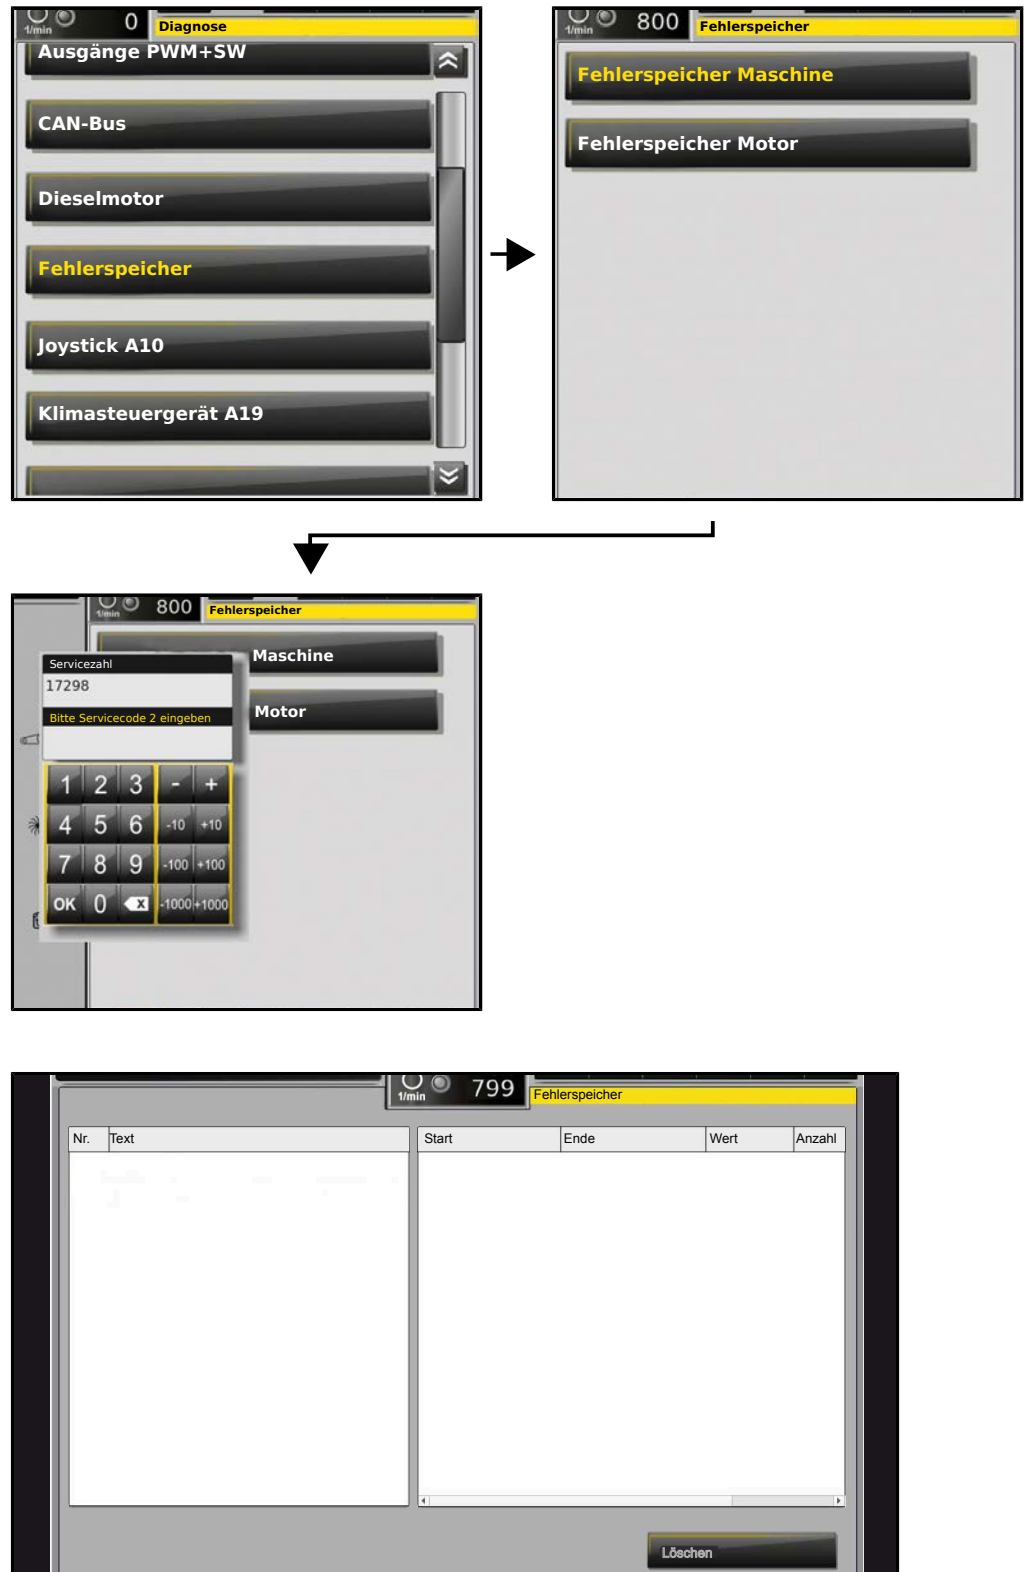 1/min 0 Diagnose
Ausgänge PWM+SW
CAN-Bus
Dieselmotor
Fehlerspeicher
Joystick A10
Klimasteuergerät A19
1/min 800 Fehlerspeicher
Fehlerspeicher Maschine
Fehlerspeicher Motor
1/min 800 Fehlerspeicher
Maschine
Motor
Servicezahl
17298
Bitte Servicecode 2 eingeben
1 2 3 - +
4 5 6 -10 +10
7 8 9 -100 +100
OK 0 X -1000 +1000
1/min 799 Fehlerspeicher
Nr. Text Start Ende Wert Anzahl
Löschen